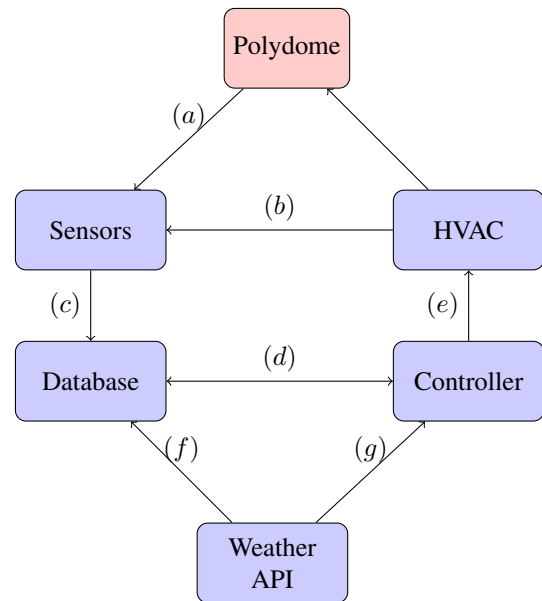 Polydome
(a)
(b)
Sensors
HVAC
(c)
(e)
(d)
Database
Controller
(f)
(g)
Weather
API